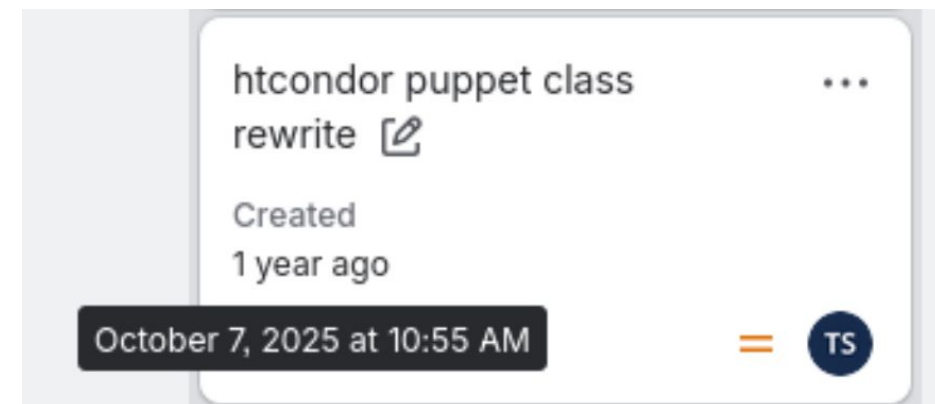 htcondor puppet class
rewrite
Created
1 year ago
October 7, 2025 at 10:55 AM
TS